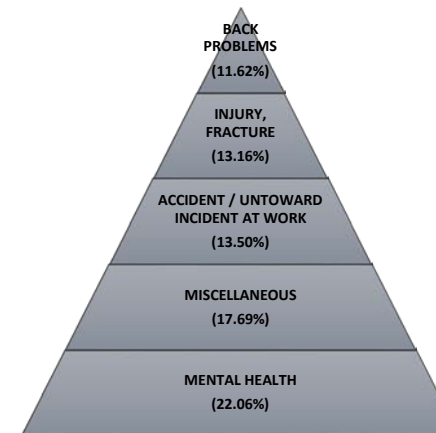 BACK
PROBLEMS
(11.62%)
INJURY,
FRACTURE
(13.16%)
ACCIDENT / UNTOWARD
INCIDENT AT WORK
(13.50%)
MISCELLANEOUS
(17.69%)
MENTAL HEALTH
(22.06%)